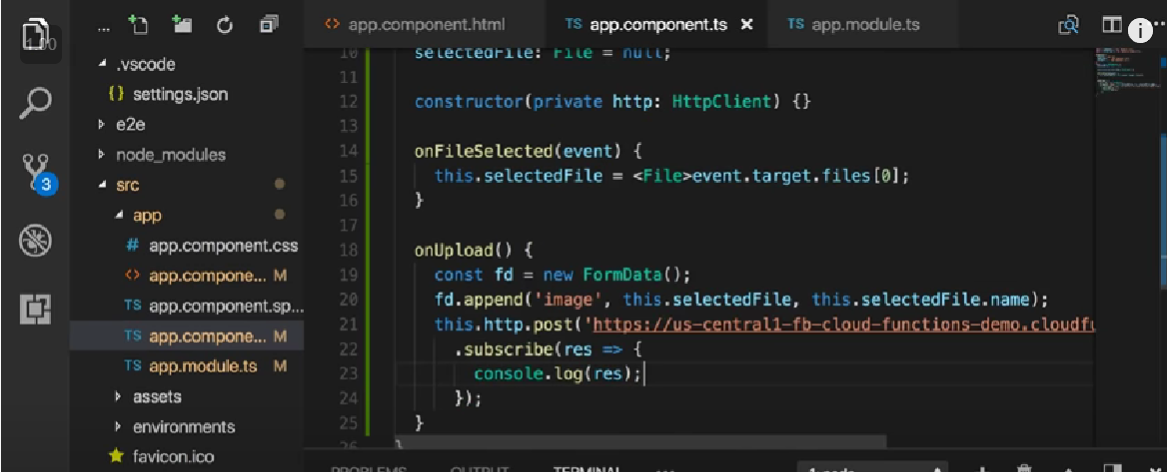 ... app.component.html TS app.component.ts × TS app.module.ts
1.00
.vscode
{} settings.json
e2e
node_modules
3
src
app
# app.component.css
<> app.compone... M
TS app.component.sp...
TS app.compone... M
TS app.module.ts M
assets
environments
favicon.ico
10 selectedFile: File = null;
11
12 constructor(private http: HttpClient) {}
13
14 onFileSelected(event) {
15 this.selectedFile = <File>event.target.files[0];
16 }
17
18 onUpload() {
19 const fd = new FormData();
20 fd.append('image', this.selectedFile, this.selectedFile.name);
21 this.http.post('https://us-central1-fb-cloud-functions-demo.cloudfu
22 .subscribe(res => {
23 console.log(res);
24 });
25 }
26 }
PROBLEMS OUTPUT TERMINAL ... 1: node